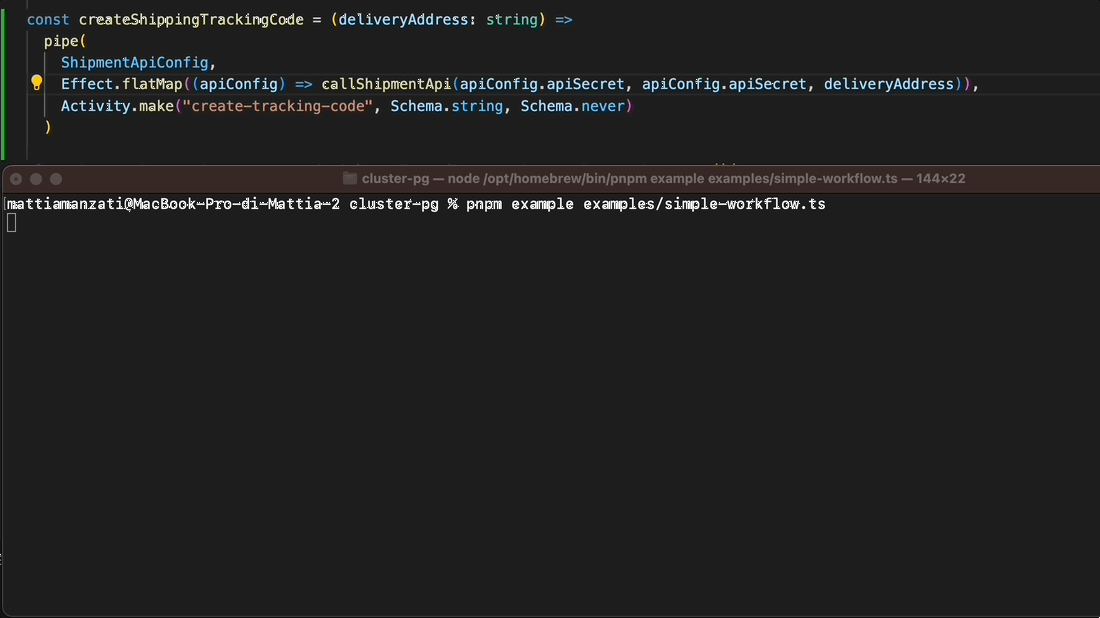 const createShippingTrackingCode = (deliveryAddress: string) =>
pipe(
ShipmentApiConfig,
Effect.flatMap((apiConfig) => callShipmentApi(apiConfig.apiSecret, apiConfig.apiSecret, deliveryAddress)),
Activity.make("create-tracking-code", Schema.string, Schema.never)
)
cluster-pg — node /opt/homebrew/bin/pnpm example examples/simple-workflow.ts — 144×22
mattiamanzati@MacBook-Pro-di-Mattia-2 cluster-pg % pnpm example examples/simple-workflow.ts